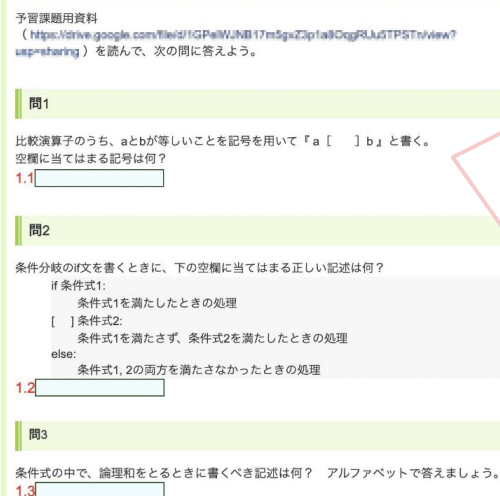 予習課題用資料
（ ）を読んで、次の問に答えよう。
問1
比較演算子のうち、aとbが等しいことを記号を用いて『 a［　　］b 』と書く。
空欄に当てはまる記号は何？
1.1
問2
条件分岐のif文を書くときに、下の空欄に当てはまる正しい記述は何？
if 条件式1:
条件式1を満たしたときの処理
[　] 条件式2:
条件式1を満たさず、条件式2を満たしたときの処理
else:
条件式1, 2の両方を満たさなかったときの処理
1.2
問3
条件式の中で、論理和をとるときに書くべき記述は何？　アルファベットで答えましょう。
1.3